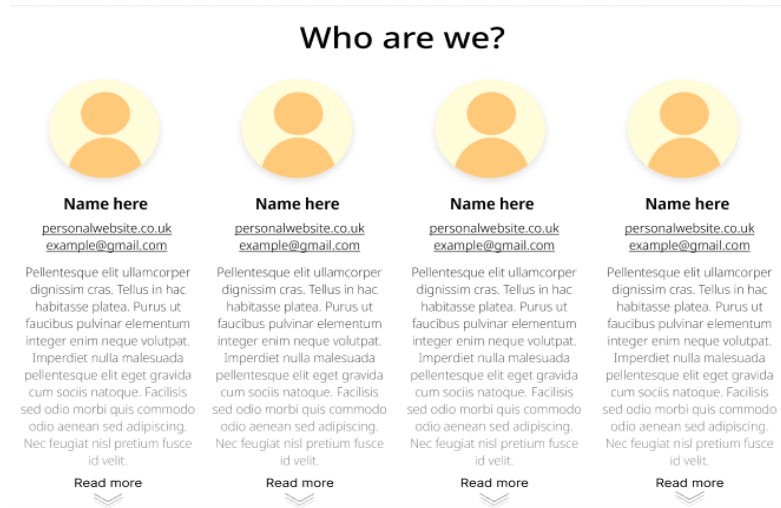 Who are we?
Name here
personalwebsite.co.uk
example@gmail.com
Pellentesque elit ullamcorper
dignissim cras. Tellus in hac
habitasse platea. Purus ut
faucibus pulvinar elementum
integer enim neque volutpat.
Imperdiet nulla malesuada
pellentesque elit eget gravida
cum sociis natoque. Facilisis
sed odio morbi quis commodo
odio aenean sed adipiscing.
Nec feugiat nisl pretium fusce
id velit.
Read more
Name here
personalwebsite.co.uk
example@gmail.com
Pellentesque elit ullamcorper
dignissim cras. Tellus in hac
habitasse platea. Purus ut
faucibus pulvinar elementum
integer enim neque volutpat.
Imperdiet nulla malesuada
pellentesque elit eget gravida
cum sociis natoque. Facilisis
sed odio morbi quis commodo
odio aenean sed adipiscing.
Nec feugiat nisl pretium fusce
id velit.
Read more
Name here
personalwebsite.co.uk
example@gmail.com
Pellentesque elit ullamcorper
dignissim cras. Tellus in hac
habitasse platea. Purus ut
faucibus pulvinar elementum
integer enim neque volutpat.
Imperdiet nulla malesuada
pellentesque elit eget gravida
cum sociis natoque. Facilisis
sed odio morbi quis commodo
odio aenean sed adipiscing.
Nec feugiat nisl pretium fusce
id velit.
Read more
Name here
personalwebsite.co.uk
example@gmail.com
Pellentesque elit ullamcorper
dignissim cras. Tellus in hac
habitasse platea. Purus ut
faucibus pulvinar elementum
integer enim neque volutpat.
Imperdiet nulla malesuada
pellentesque elit eget gravida
cum sociis natoque. Facilisis
sed odio morbi quis commodo
odio aenean sed adipiscing.
Nec feugiat nisl pretium fusce
id velit.
Read more